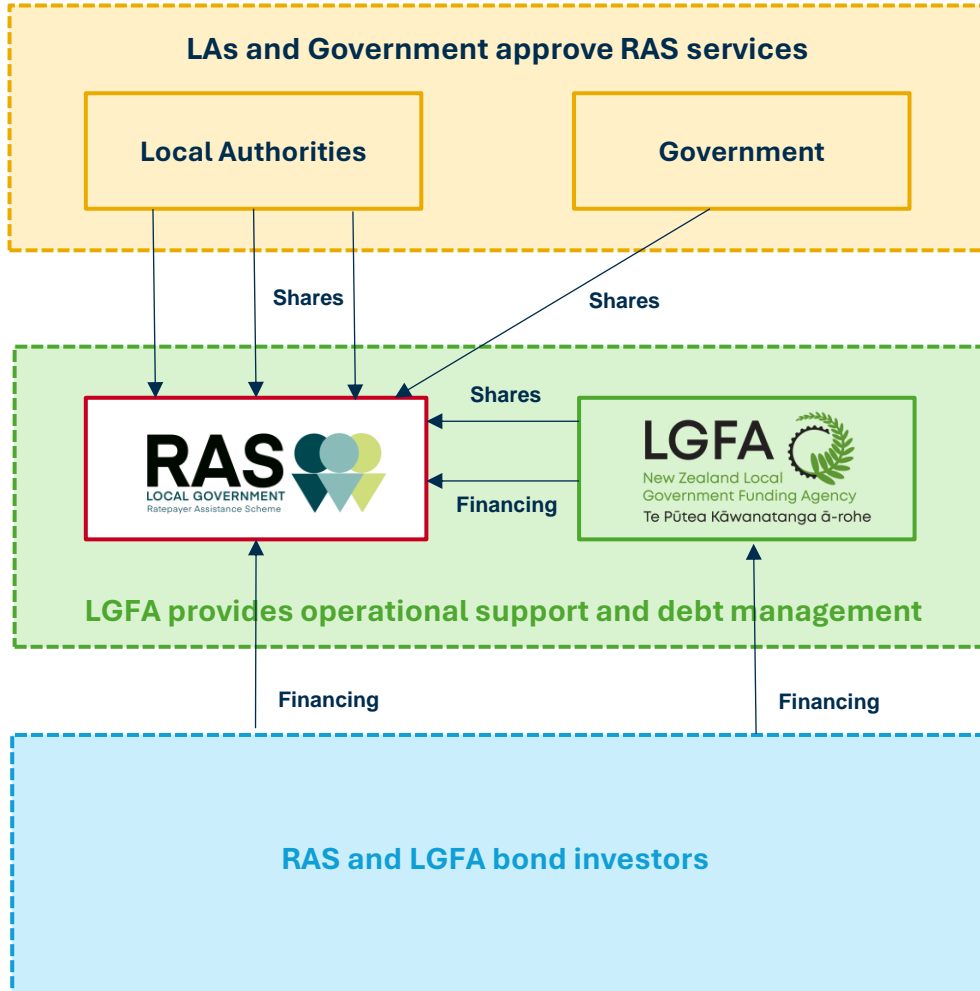 LAs and Government approve RAS services
Local Authorities
Government
Shares
Shares
Shares
RAS
LOCAL GOVERNMENT
Ratepayer Assistance Scheme
Financing
LGFA
New Zealand Local
Government Funding Agency
Te Pūtea Kāwanatanga ā-rohe
LGFA provides operational support and debt management
Financing
Financing
RAS and LGFA bond investors